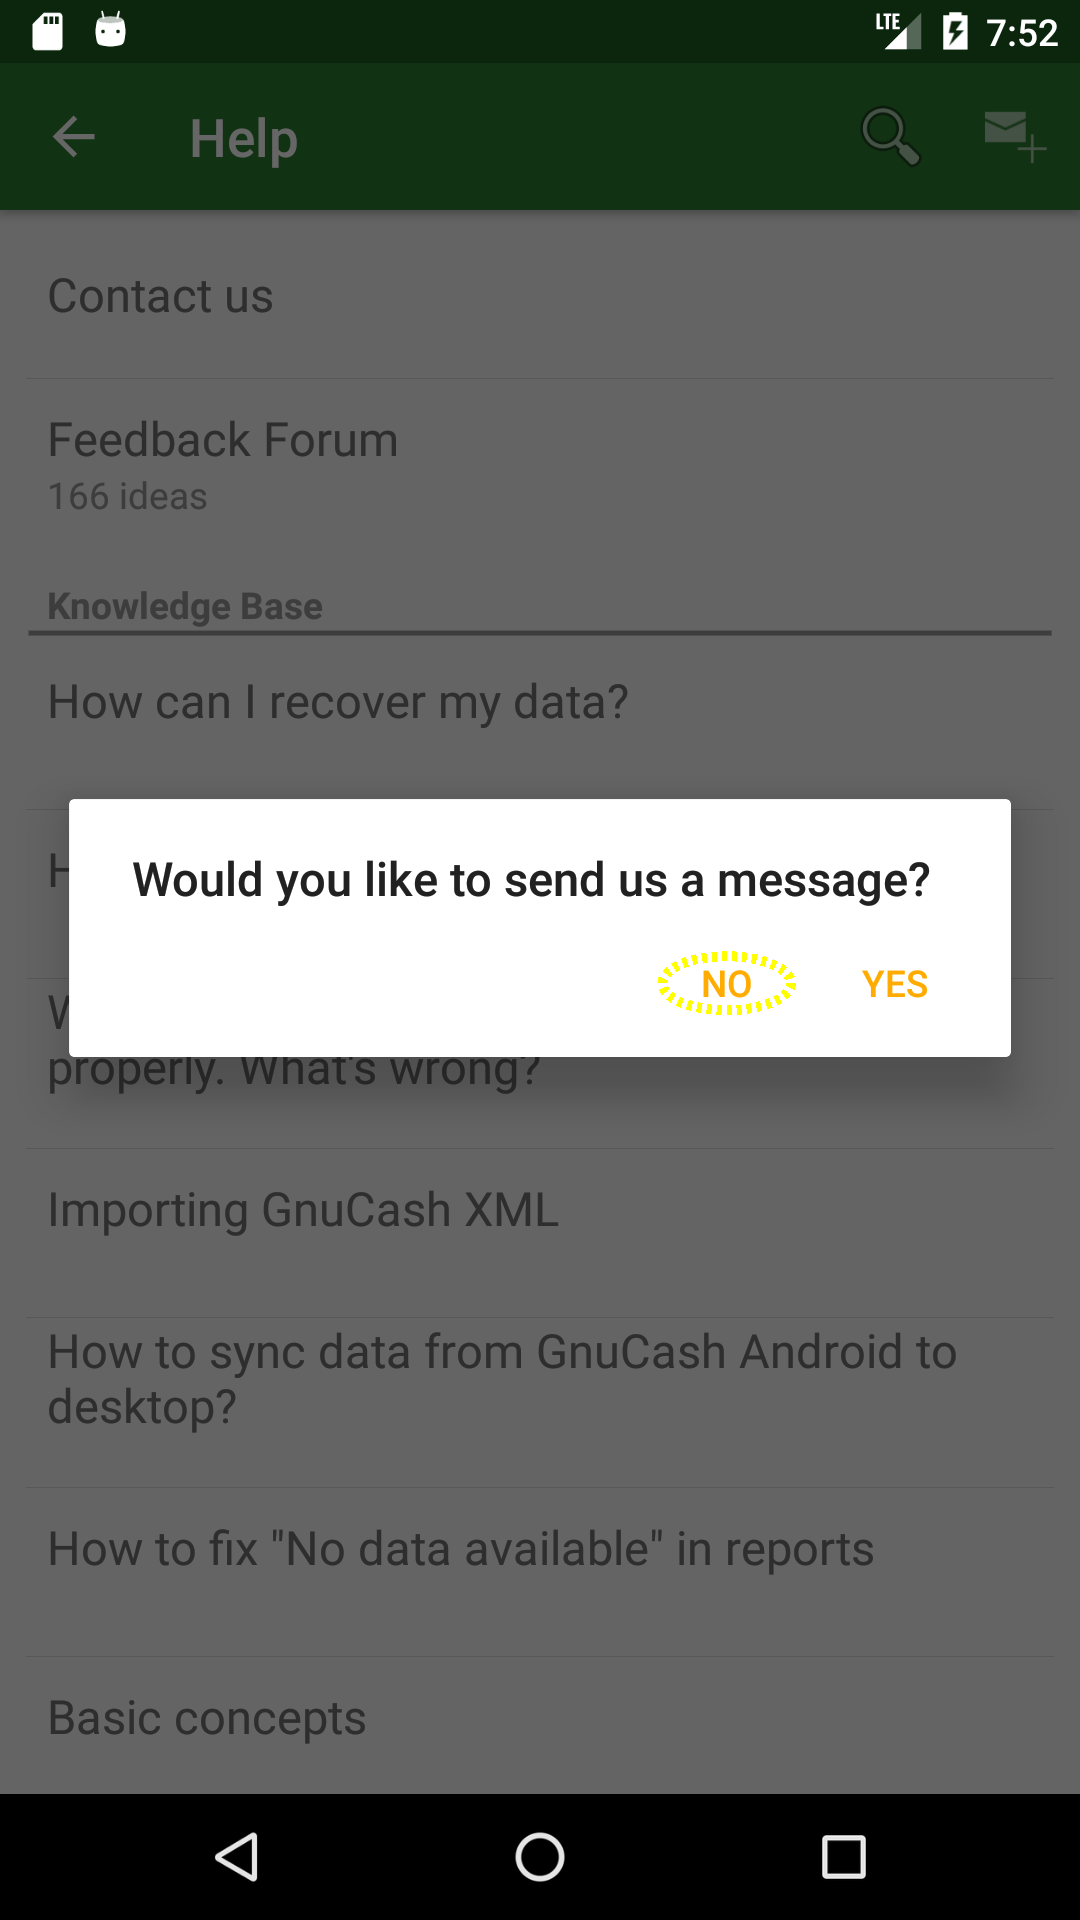 LTE 7:52
Help
Contact us
Feedback Forum
166 ideas
Knowledge Base
How can I recover my data?
Would you like to send us a message?
NO YES
properly. What's wrong?
Importing GnuCash XML
How to sync data from GnuCash Android to
desktop?
How to fix "No data available" in reports
Basic concepts